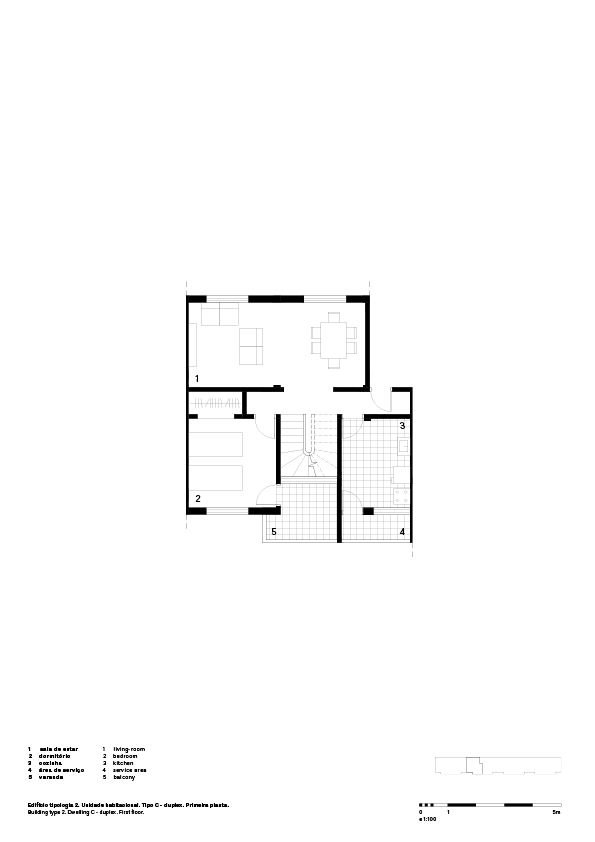 1
3
2
5
4
1 sala de estar
2 dormitório
3 cozinha
4 área de serviço
5 varanda
1 living-room
2 bedroom
3 kitchen
4 service area
5 balcony
Edifício tipologia 2. Unidade habitacional. Tipo C - duplex. Primeira planta.
Building type 2. Dwelling C - duplex. First floor.
0 1 5m
e 1:100